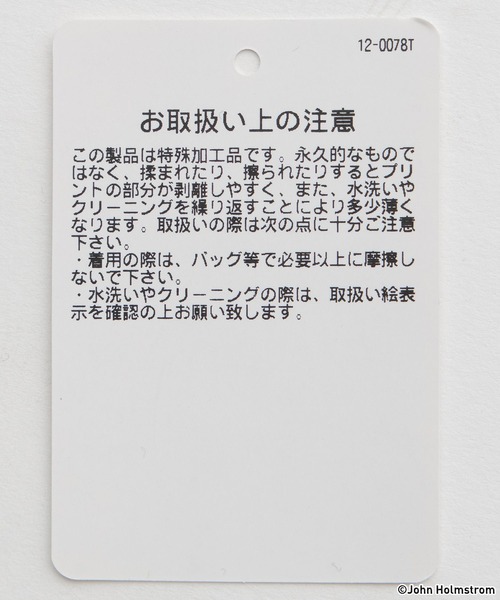 12-0078T
お取扱い上の注意
この製品は特殊加工品です。永久的なもので
はなく、揉まれたり、擦られたりするとプリ
ントの部分が剥離しやすく、また、水洗いや
クリーニングを繰り返すことにより多少薄く
なります。取扱いの際は次の点に十分ご注意
下さい。
・着用の際は、バッグ等で必要以上に摩擦し
ないで下さい。
・水洗いやクリーニングの際は、取扱い絵表
示を確認の上お願い致します。
©John Holmstrom